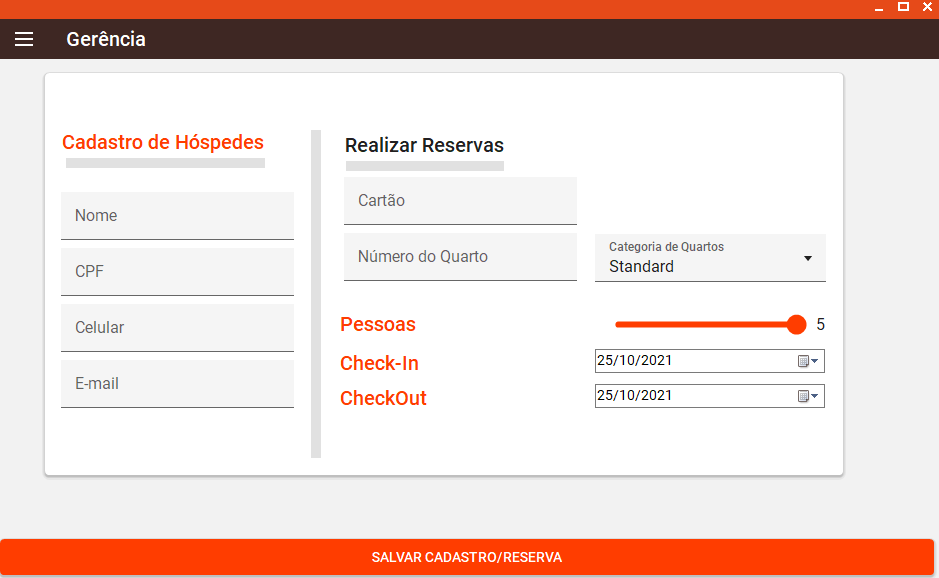 Gerência
Cadastro de Hóspedes
Nome
CPF
Celular
E-mail
Realizar Reservas
Cartão
Número do Quarto
Categoria de Quartos
Standard
Pessoas
5
Check-In
25/10/2021
CheckOut
25/10/2021
SALVAR CADASTRO/RESERVA